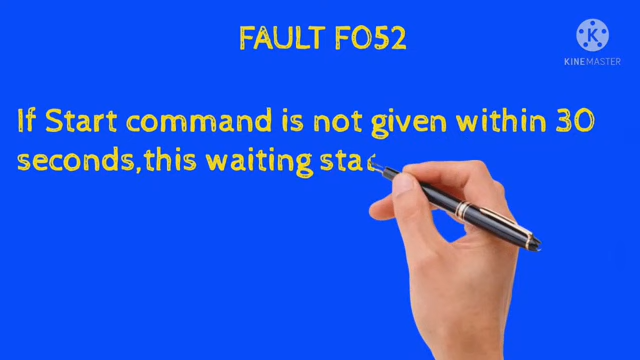 FAULT F052
K
KINEMASTER
If Start command is not given within 30
seconds,this waiting